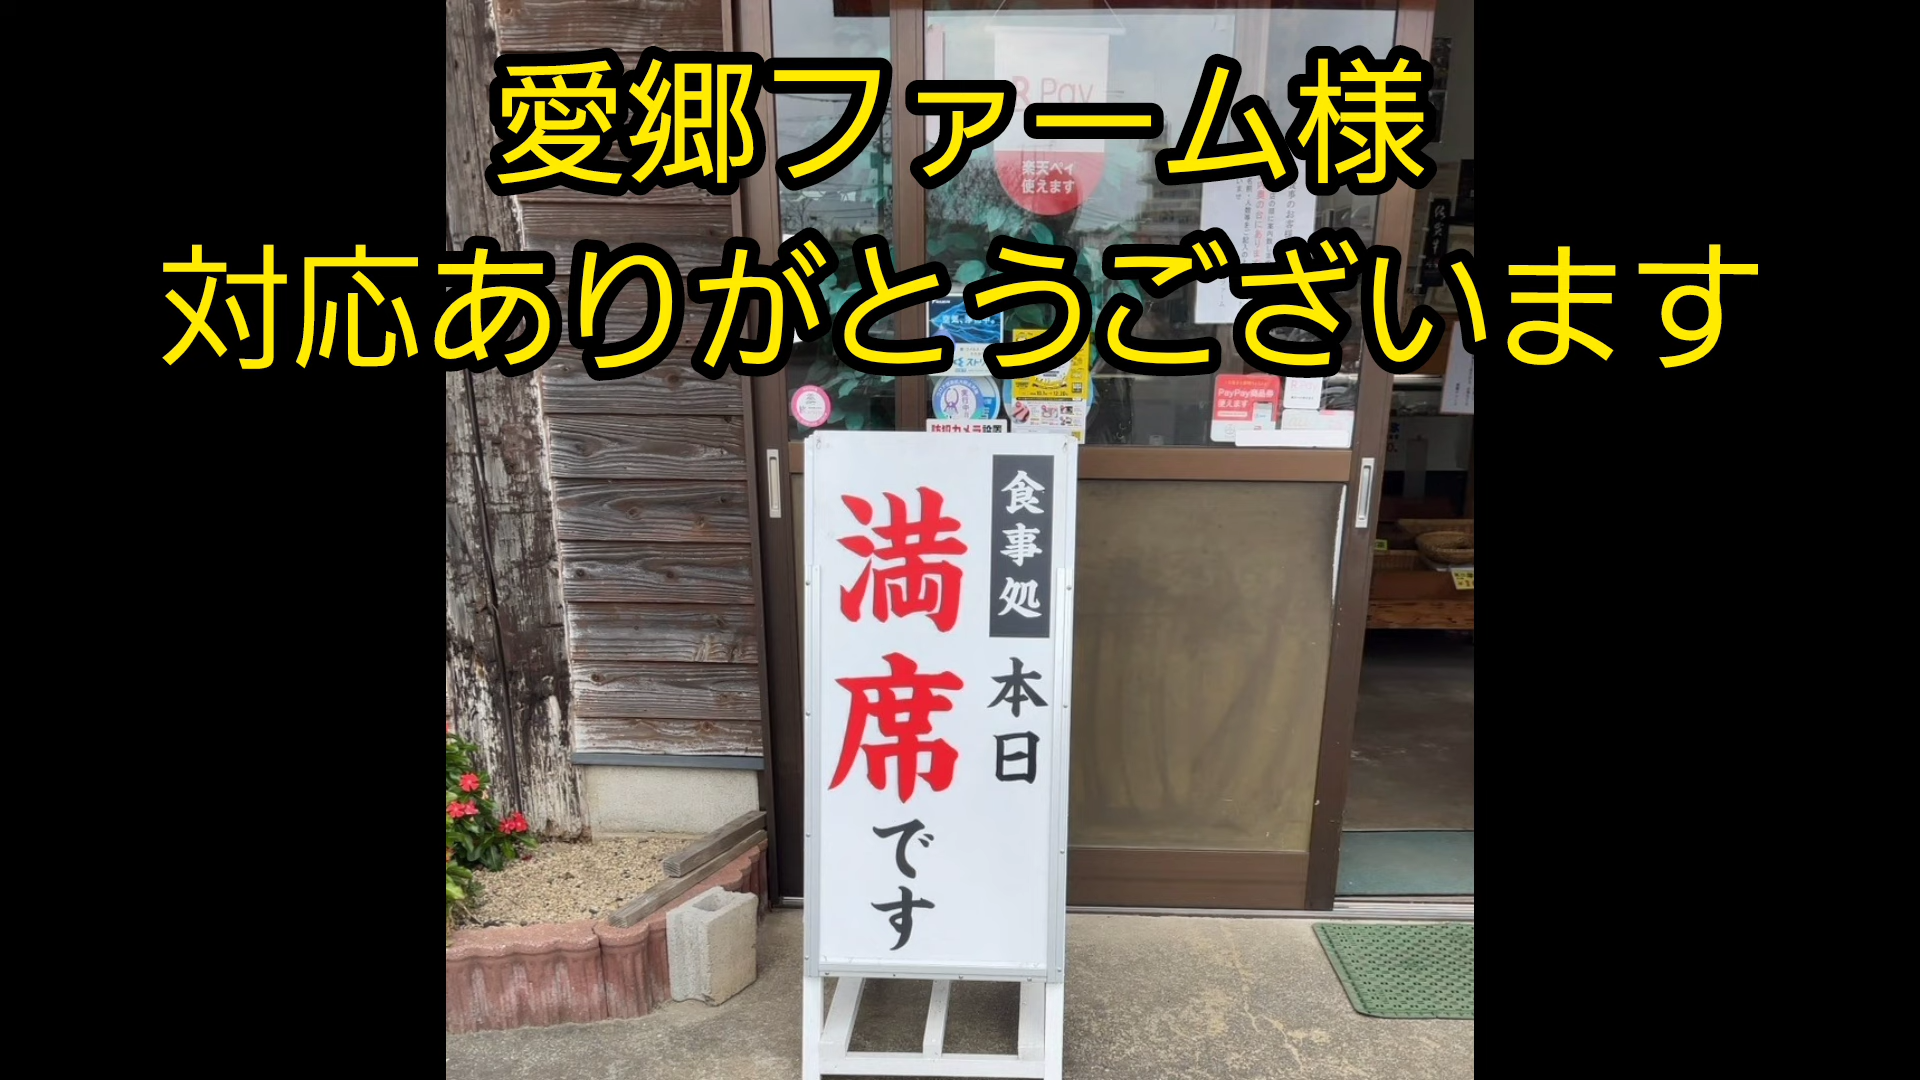 愛郷ファーム様
対応ありがとうございます
R Pay
楽天ペイ
使えます
防犯カメラ設置
PayPay商品券
使えます
食事処
本日
満席です